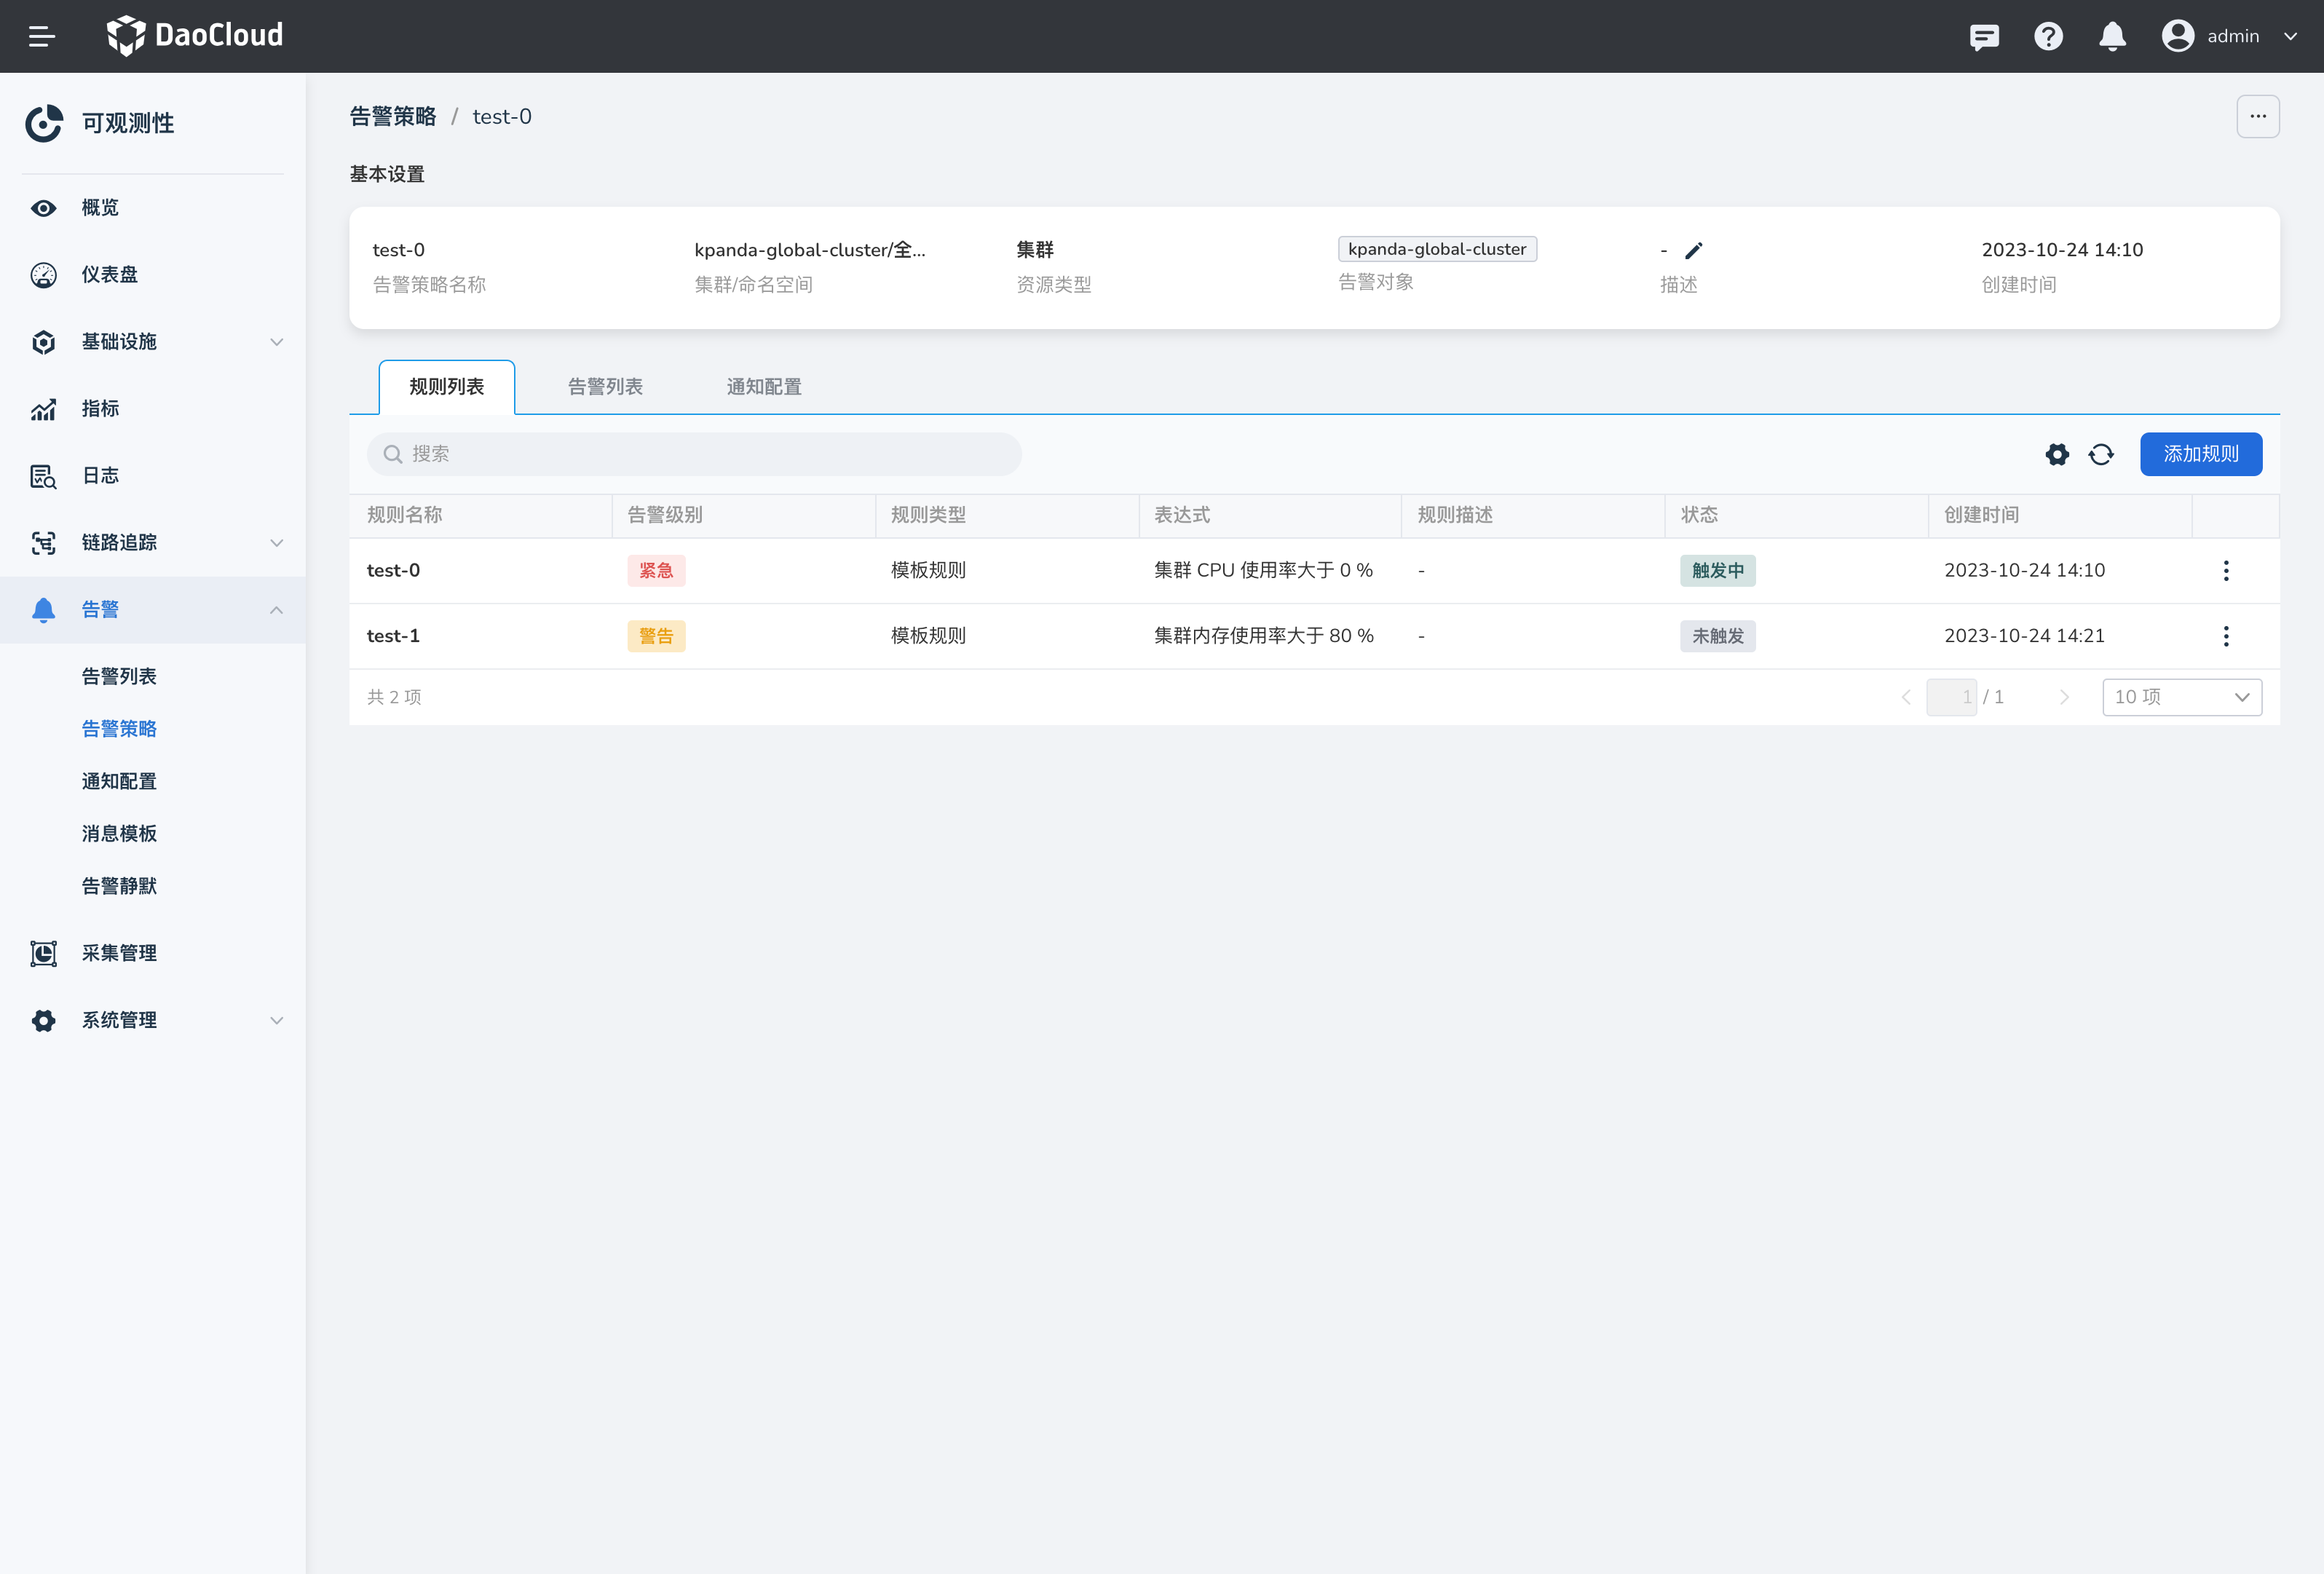 DaoCloud
admin
可观测性
概览
仪表盘
基础设施
指标
日志
链路追踪
告警
告警列表
告警策略
通知配置
消息模板
告警静默
采集管理
系统管理
告警策略 / test-0
基本设置
test-0
告警策略名称
kpanda-global-cluster/全...
集群/命名空间
集群
资源类型
kpanda-global-cluster
告警对象
-
描述
2023-10-24 14:10
创建时间
规则列表 告警列表 通知配置
搜索
添加规则
规则名称 告警级别 规则类型 表达式 规则描述 状态 创建时间
test-0 紧急 模板规则 集群 CPU 使用率大于 0 % - 触发中 2023-10-24 14:10
test-1 警告 模板规则 集群内存使用率大于 80 % - 未触发 2023-10-24 14:21
共 2 项 1 / 1 10 项